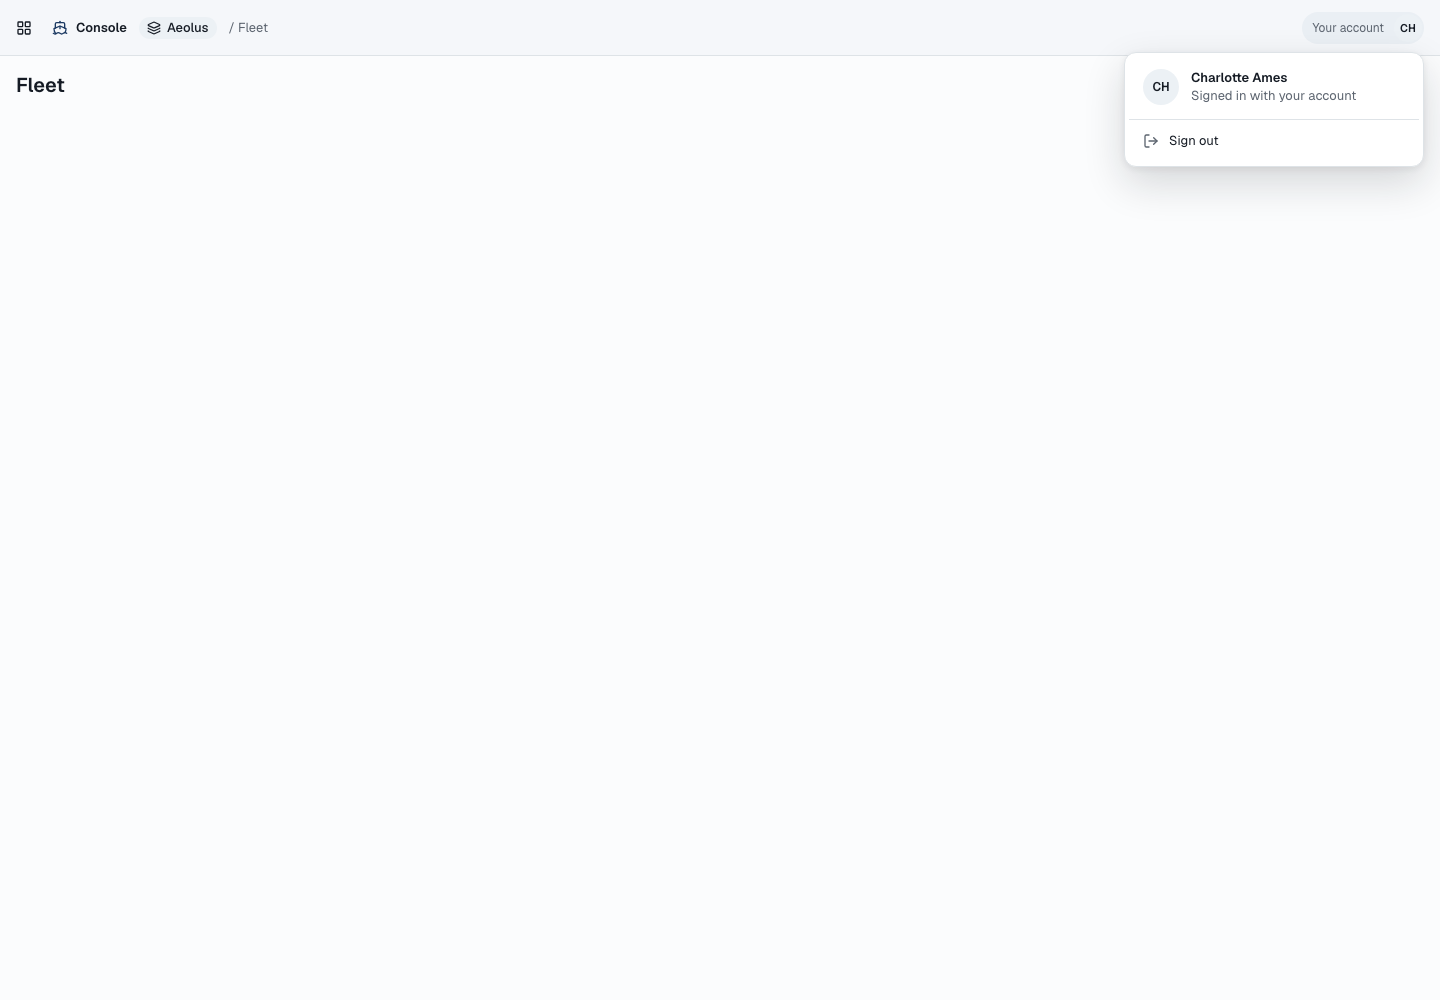 Console
Aeolus
/ Fleet
Your account
CH
Fleet
CH
Charlotte Ames
Signed in with your account
Sign out